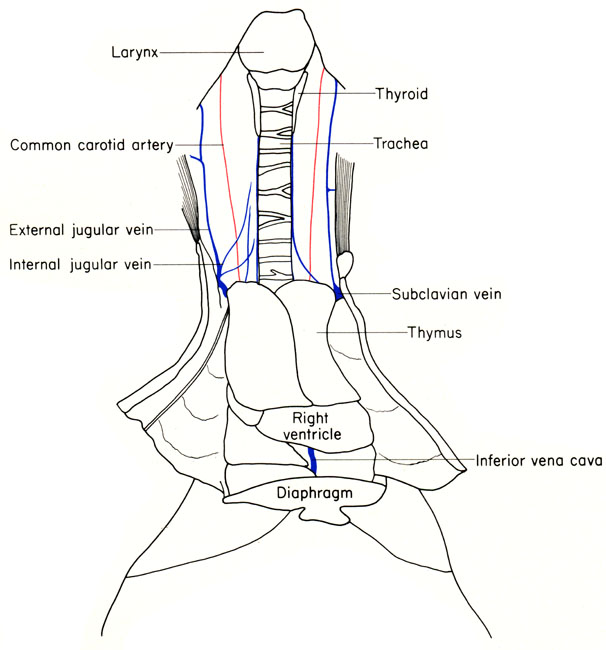 Larynx
Thyroid
Common carotid artery
Trachea
External jugular vein
Internal jugular vein
Subclavian vein
Thymus
Right
ventricle
Inferior vena cava
Diaphragm